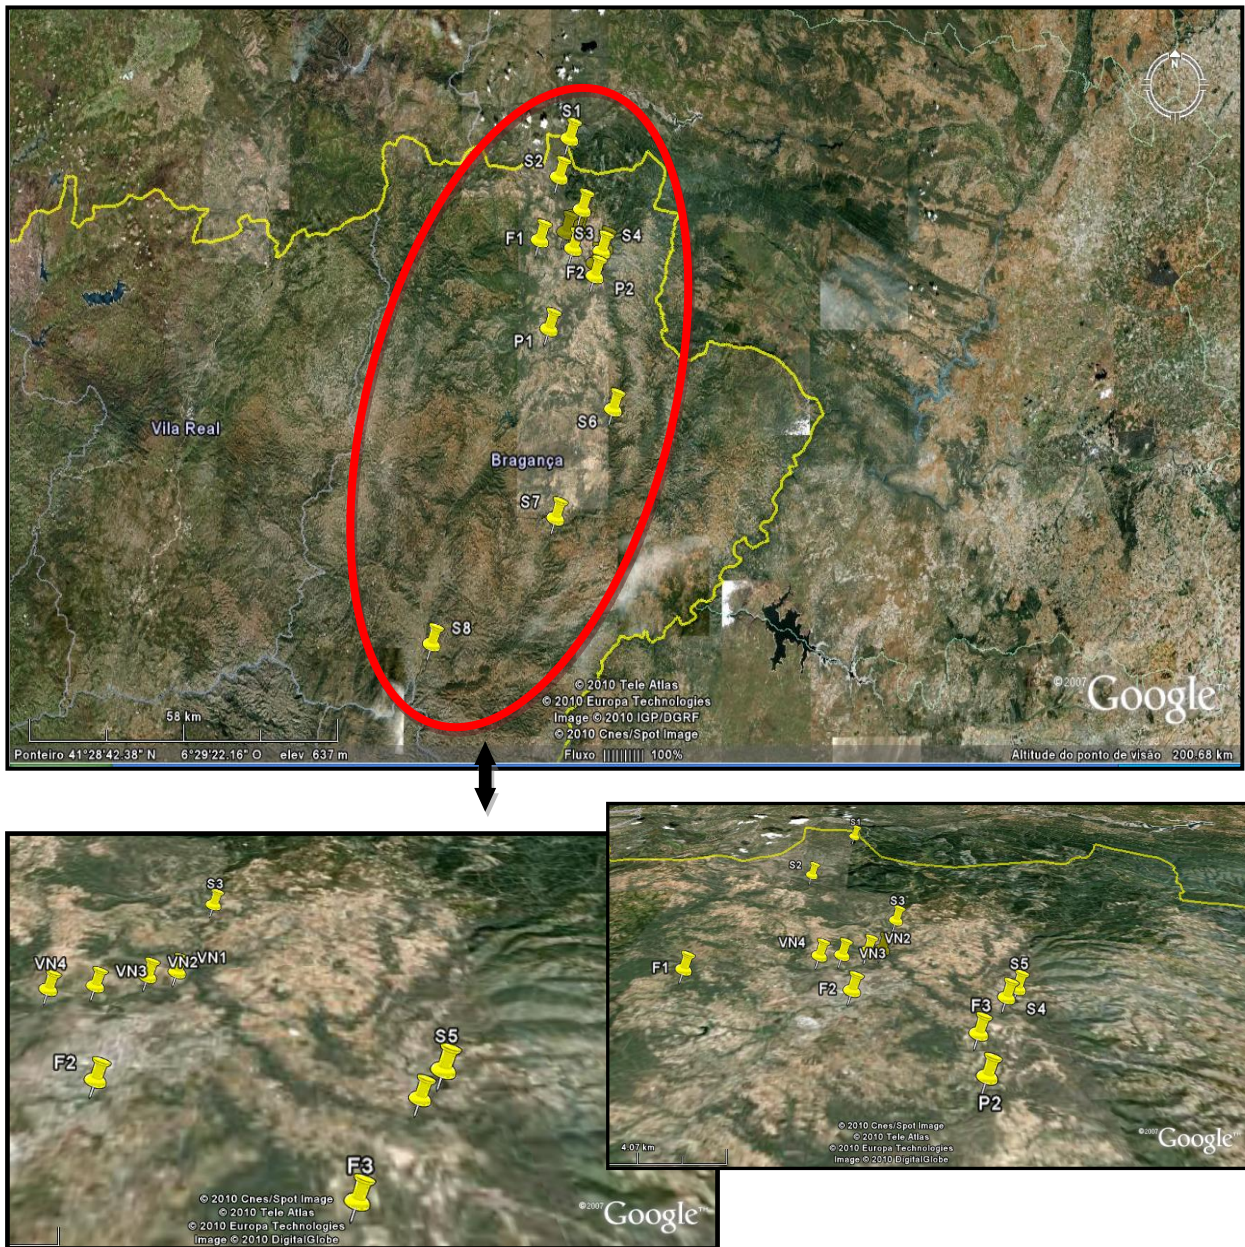 N
S1
S2
F1
S3
S4
F2
P2
P1
S6
Vila Real
Bragança
S7
S8
© 2010 Tele Atlas
© 2010 Europa Technologies
Image © 2010 IGP/DGRF
© 2010 Cnes/Spot Image
©2007 Google™
58 km
Ponteiro 41°28'42.38" N 6°29'22.16" O elev 637 m
Fluxo 100%
Altitude do ponto de visão 200.68 km
S3
VN4
VN3
VN2
VN1
F2
S5
F3
© 2010 Cnes/Spot Image
© 2010 Tele Atlas
© 2010 Europa Technologies
Image © 2010 DigitalGlobe
©2007 Google™
S1
S2
S3
VN4
VN2
VN3
F1
F2
S5
F3
S4
P2
4.07 km
© 2010 Cnes/Spot Image
© 2010 Tele Atlas
© 2010 Europa Technologies
Image © 2010 DigitalGlobe
©2007 Google™